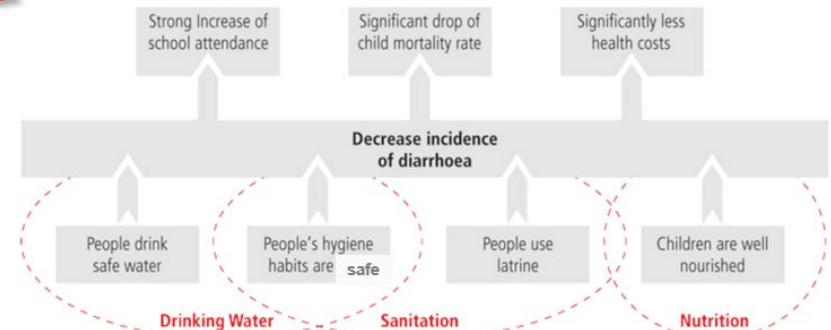 Strong Increase of
school attendance
Significant drop of
child mortality rate
Significantly less
health costs
Decrease incidence
of diarrhoea
People drink
safe water
People's hygiene
habits are safe
People use
latrine
Children are well
nourished
Drinking Water
Sanitation
Nutrition